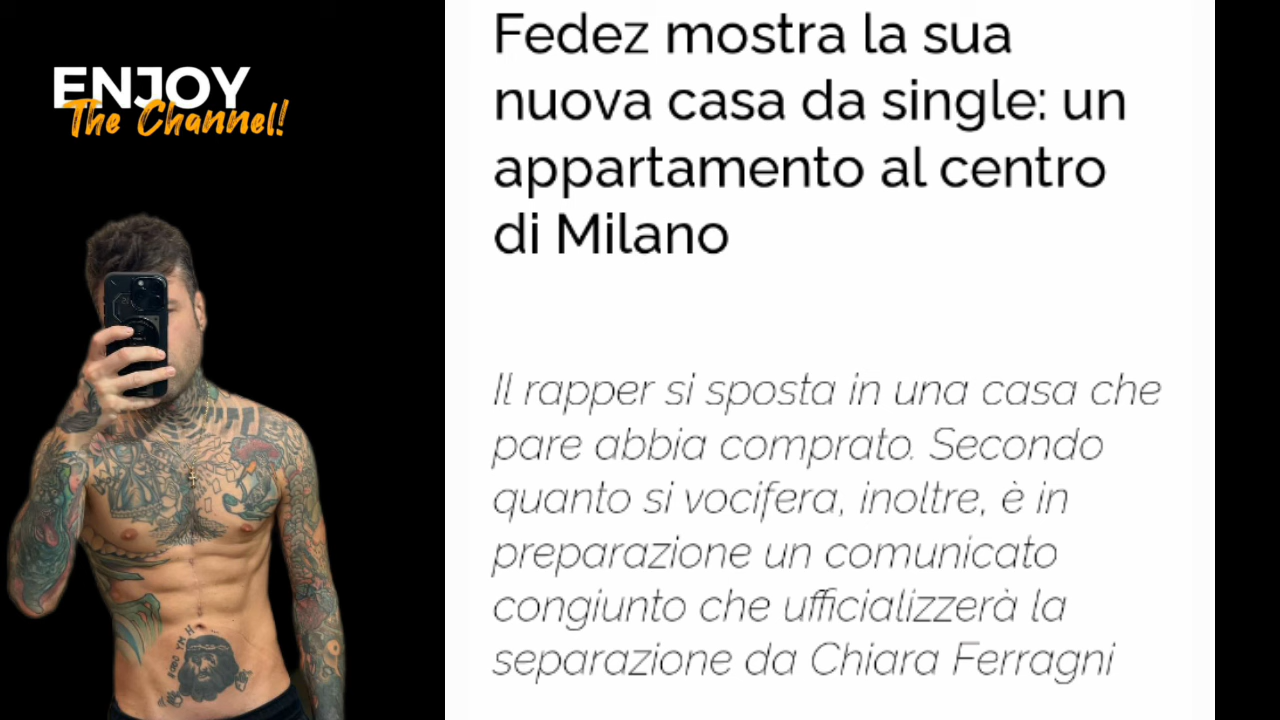 ENJOY
The Channel!
Fedez mostra la sua
nuova casa da single: un
appartamento al centro
di Milano
Il rapper si sposta in una casa che
pare abbia comprato. Secondo
quanto si vocifera, inoltre, è in
preparazione un comunicato
congiunto che ufficializzerà la
separazione da Chiara Ferragni